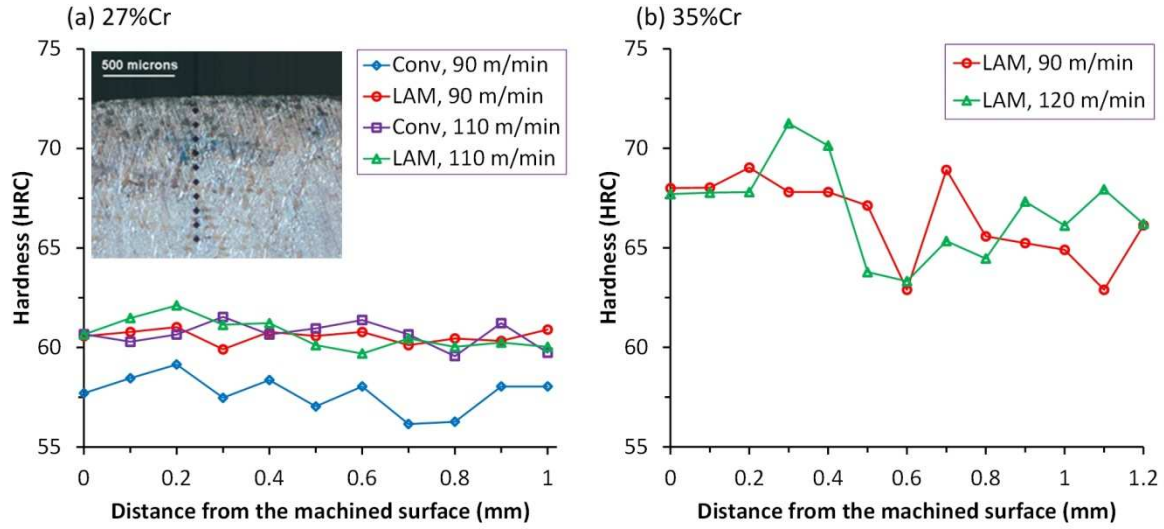 (a) 27%Cr
75
70
65
60
55
Hardness (HRC)
500 microns
Conv, 90 m/min
LAM, 90 m/min
Conv, 110 m/min
LAM, 110 m/min
0
0.2
0.4
0.6
0.8
1
Distance from the machined surface (mm)
(b) 35%Cr
75
70
65
60
55
Hardness (HRC)
LAM, 90 m/min
LAM, 120 m/min
0
0.2
0.4
0.6
0.8
1
1.2
Distance from the machined surface (mm)